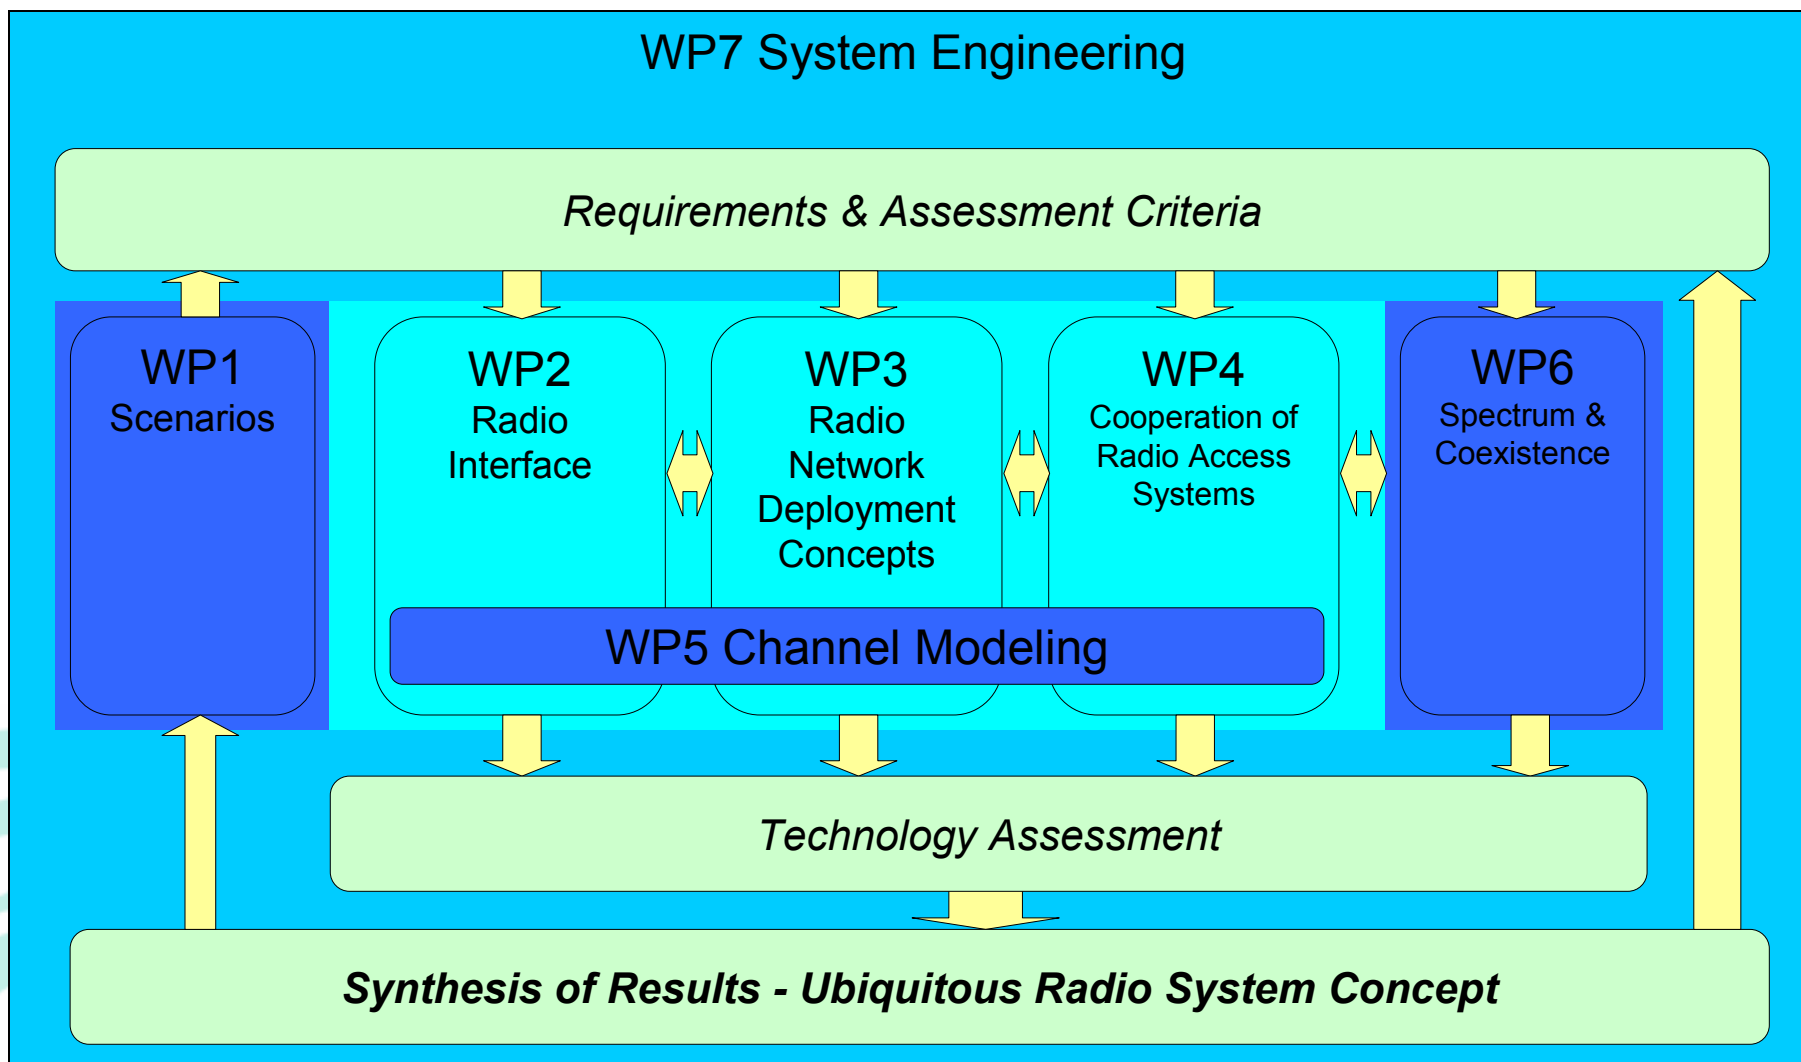 WP7 System Engineering
Requirements & Assessment Criteria
WP1
Scenarios
WP2
Radio
Interface
WP3
Radio
Network
Deployment
Concepts
WP4
Cooperation of
Radio Access
Systems
WP6
Spectrum &
Coexistence
WP5 Channel Modeling
Technology Assessment
Synthesis of Results - Ubiquitous Radio System Concept